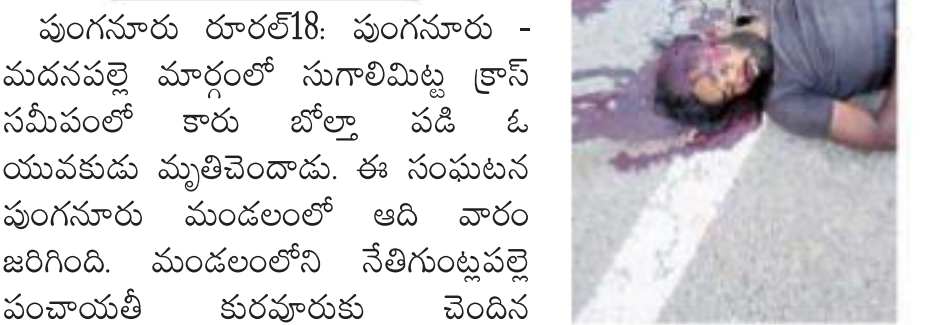 పుంగనూరు రూరల్18: పుంగనూరు -
మదనపల్లె మార్గంలో సుగాలిమిట్ట క్రాస్
సమీపంలో కారు బోల్తా పడి ఓ
యువకుడు మృతిచెందాడు. ఈ సంఘటన
పుంగనూరు మండలంలో ఆది వారం
జరిగింది. మండలంలోని నేతిగుంట్లపల్లె
పంచాయతీ కురవూరుకు చెందిన